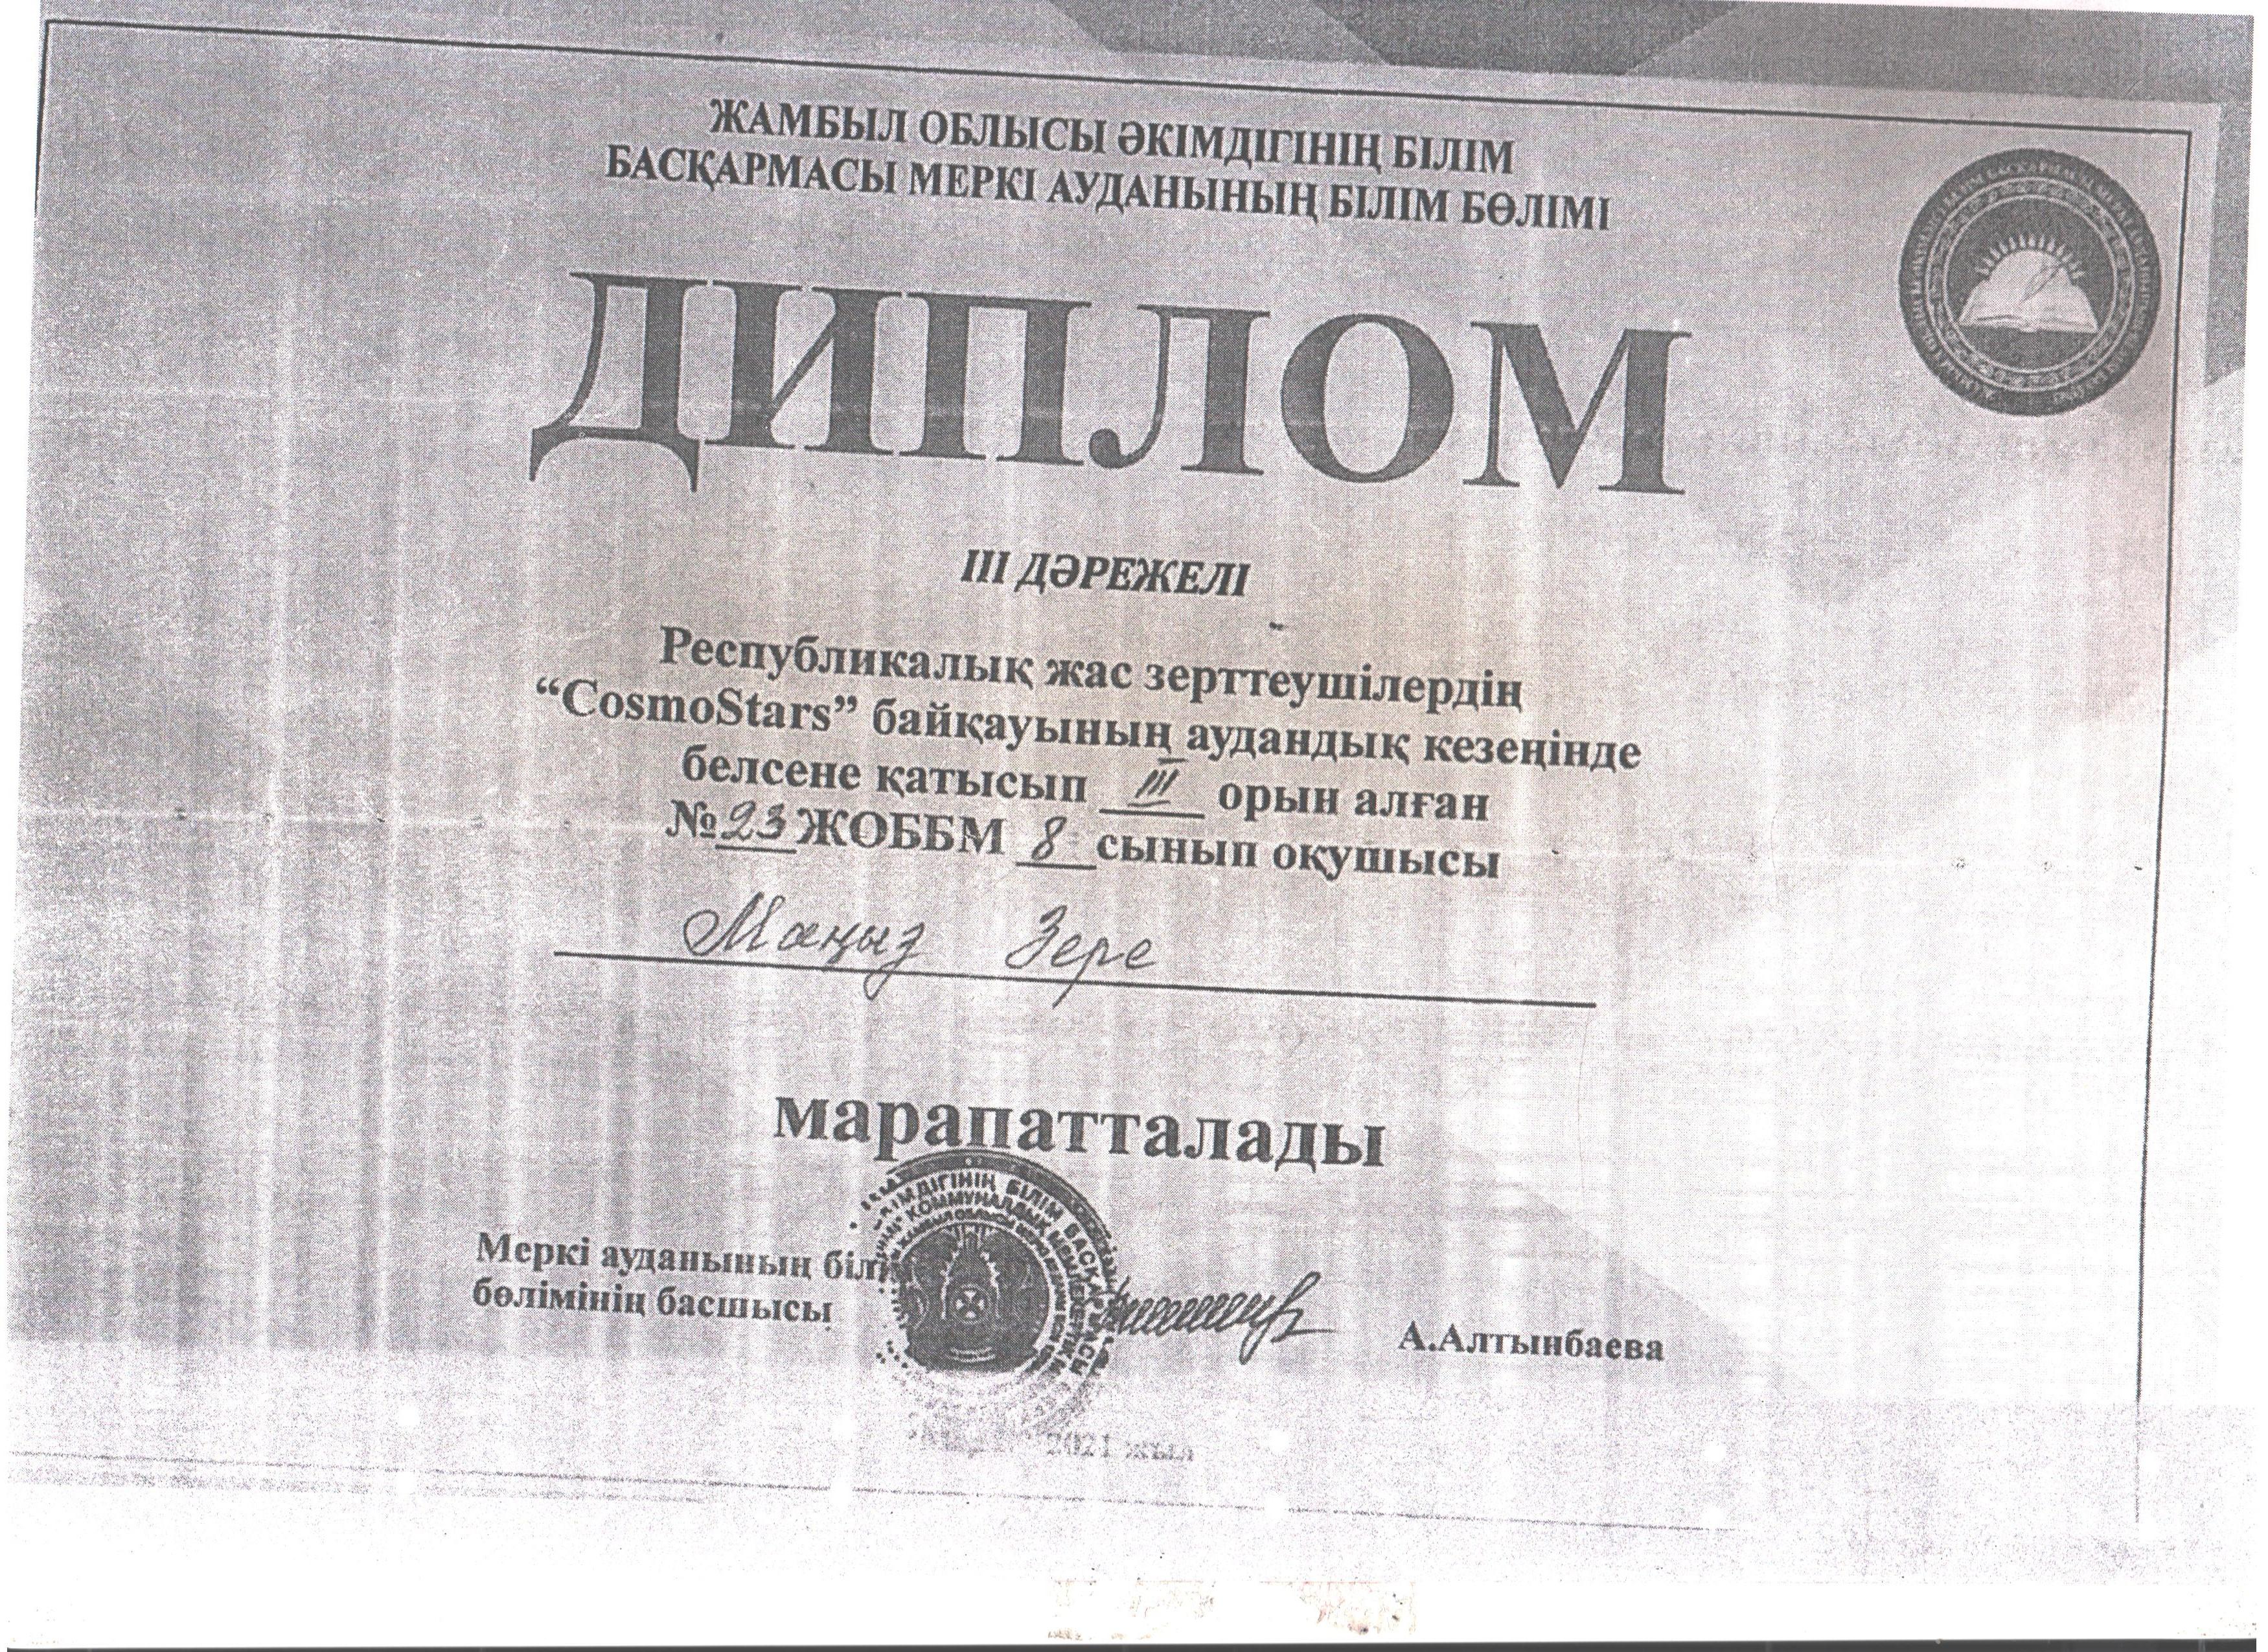 ЖАМБЫЛ ОБЛЫСЫ ӘКІМДІГІНІҢ БІЛІМ
БАСҚАРМАСЫ МЕРКІ АУДАНЫНЫҢ БІЛІМ БӨЛІМІ
ДИПЛОМ
ІІІ ДӘРЕЖЕЛІ
Республикалық жас зерттеушілердің
“CosmoStars” байқауының аудандық кезеңінде
белсене қатысып III орын алған
№23 ЖОББМ 8 сынып оқушысы
Маңыз Зере
марапатталады
Меркі ауданының біл
бөлімінің басшысы
А.Алтынбаева
2021 жыл